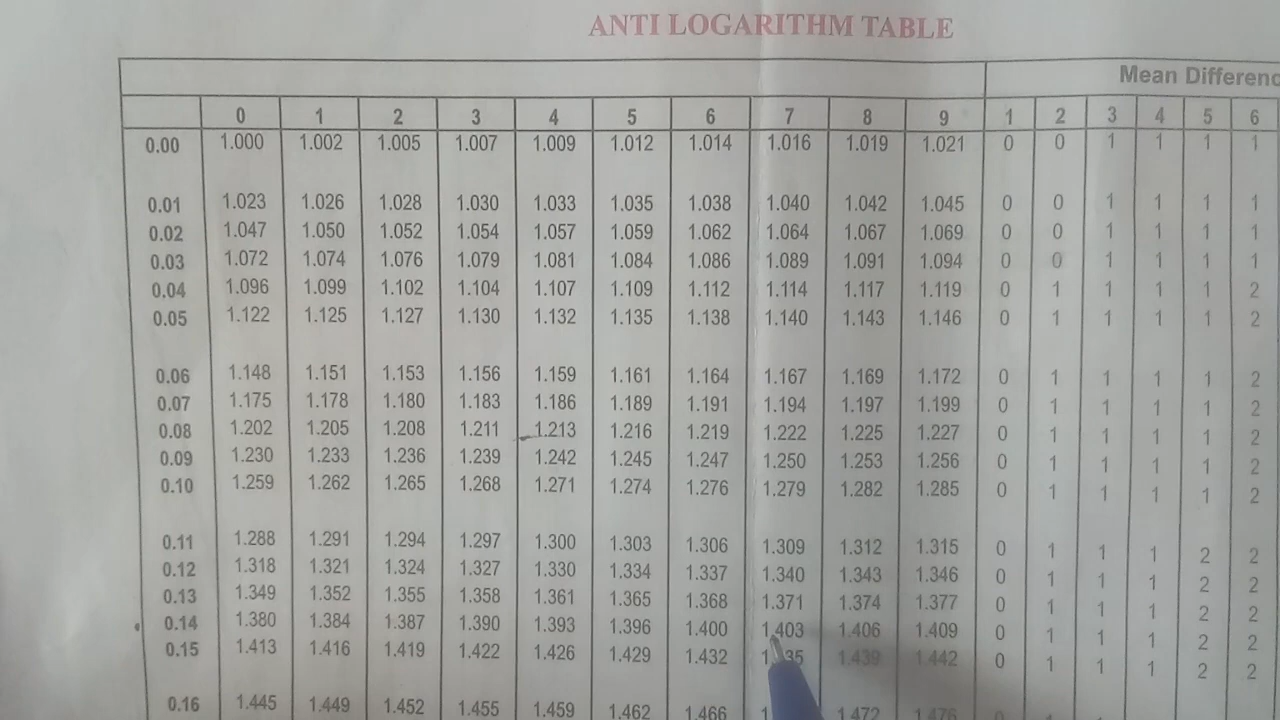 ANTI LOGARITHM TABLE
Mean Differenc
0 1 2 3 4 5 6 7 8 9 1 2 3 4 5 6
0.00 1.000 1.002 1.005 1.007 1.009 1.012 1.014 1.016 1.019 1.021 0 0 1 1 1 1
0.01 1.023 1.026 1.028 1.030 1.033 1.035 1.038 1.040 1.042 1.045 0 0 1 1 1 1
0.02 1.047 1.050 1.052 1.054 1.057 1.059 1.062 1.064 1.067 1.069 0 0 1 1 1 1
0.03 1.072 1.074 1.076 1.079 1.081 1.084 1.086 1.089 1.091 1.094 0 0 1 1 1 1
0.04 1.096 1.099 1.102 1.104 1.107 1.109 1.112 1.114 1.117 1.119 0 1 1 1 1 2
0.05 1.122 1.125 1.127 1.130 1.132 1.135 1.138 1.140 1.143 1.146 0 1 1 1 1 2
0.06 1.148 1.151 1.153 1.156 1.159 1.161 1.164 1.167 1.169 1.172 0 1 1 1 1 2
0.07 1.175 1.178 1.180 1.183 1.186 1.189 1.191 1.194 1.197 1.199 0 1 1 1 1 2
0.08 1.202 1.205 1.208 1.211 1.213 1.216 1.219 1.222 1.225 1.227 0 1 1 1 1 2
0.09 1.230 1.233 1.236 1.239 1.242 1.245 1.247 1.250 1.253 1.256 0 1 1 1 1 2
0.10 1.259 1.262 1.265 1.268 1.271 1.274 1.276 1.279 1.282 1.285 0 1 1 1 1 2
0.11 1.288 1.291 1.294 1.297 1.300 1.303 1.306 1.309 1.312 1.315 0 1 1 1 2 2
0.12 1.318 1.321 1.324 1.327 1.330 1.334 1.337 1.340 1.343 1.346 0 1 1 1 2 2
0.13 1.349 1.352 1.355 1.358 1.361 1.365 1.368 1.371 1.374 1.377 0 1 1 1 2 2
0.14 1.380 1.384 1.387 1.390 1.393 1.396 1.400 1.403 1.406 1.409 0 1 1 1 2 2
0.15 1.413 1.416 1.419 1.422 1.426 1.429 1.432 1.439 1.442 0 1 1 1 2 2
0.16 1.445 1.449 1.452 1.455 1.459 1.462 1.466 1.472 1.476